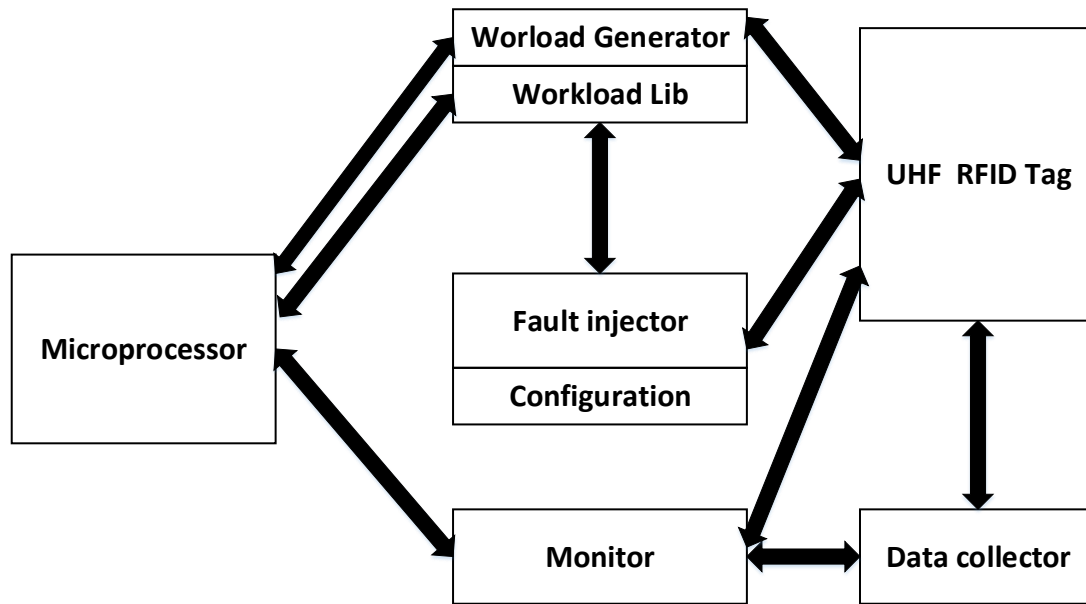 Worload Generator
Workload Lib
UHF  RFID Tag
Microprocessor
Fault injector
Configuration
Monitor
Data collector